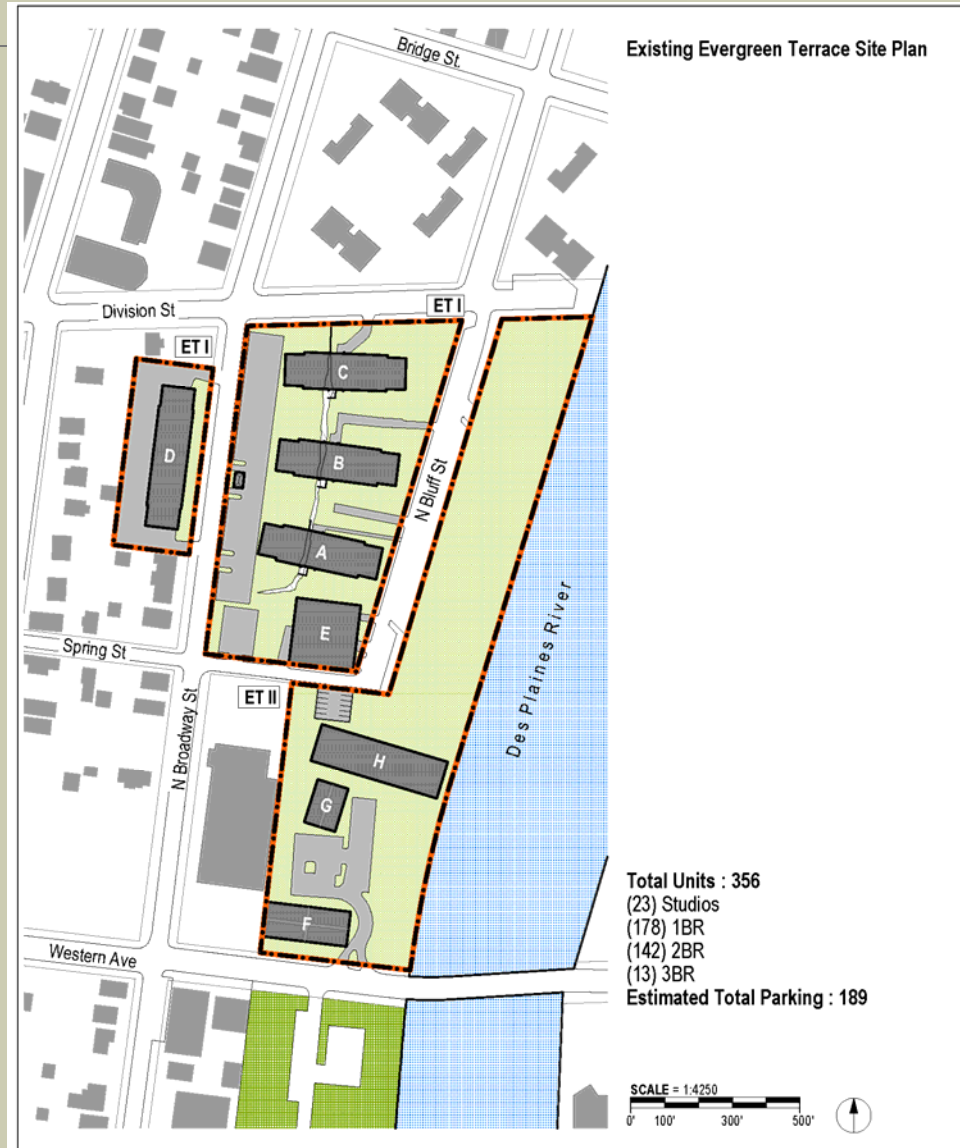 Existing Evergreen Terrace Site Plan
Bridge St.
Division St
ET I
ET I
C
D
B
N Bluff St
A
E
Spring St
ET II
N Broadway St
Des Plaines River
H
G
F
Western Ave
Total Units : 356
(23) Studios
(178) 1BR
(142) 2BR
(13) 3BR
Estimated Total Parking : 189
SCALE = 1:4250
0' 100' 300' 500'